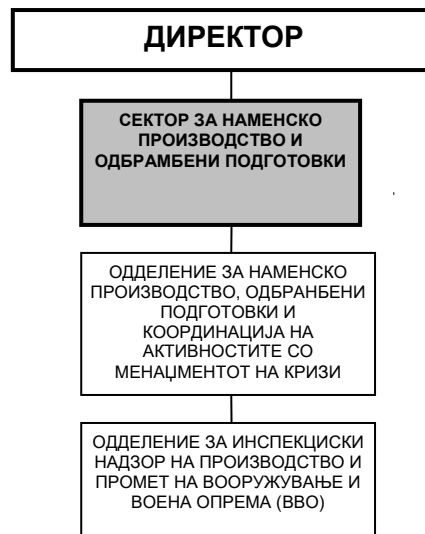 ДИРЕКТОР
СЕКТОР ЗА НАМЕНСКО
ПРОИЗВОДСТВО И
ОДБРАМБЕНИ ПОДГОТОВКИ
ОДДЕЛЕНИЕ ЗА НАМЕНСКО
ПРОИЗВОДСТВО, ОДБРАНБЕНИ
ПОДГОТОВКИ И
КООРДИНАЦИЈА НА
АКТИВНОСТИТЕ СО
МЕНАЏМЕНТОТ НА КРИЗИ
ОДДЕЛЕНИЕ ЗА ИНСПЕКЦИСКИ
НАДЗОР НА ПРОИЗВОДСТВО И
ПРОМЕТ НА ВООРУЖУВАЊЕ И
ВОЕНА ОПРЕМА (ВВО)